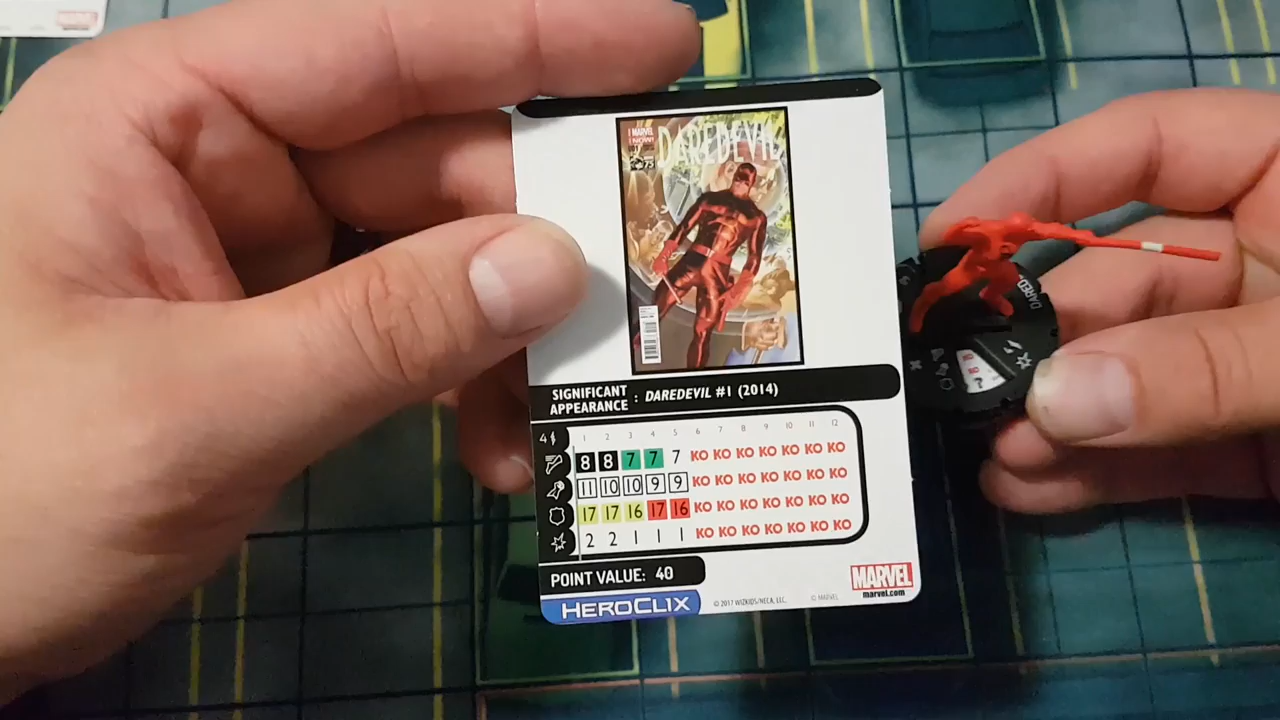 MARVEL
DAREDEVIL
75
SIGNIFICANT APPEARANCE : DAREDEVIL #1 (2014)
4
1 2 3 4 5 6 7 8 9 10 11 12
8 8 7 7 7 KO KO KO KO KO KO KO
11 10 10 9 9 KO KO KO KO KO KO KO
17 17 16 17 16 KO KO KO KO KO KO KO
2 2 1 1 1 KO KO KO KO KO KO KO
POINT VALUE: 40
HEROCLIX
© 2017 WIZKIDS/NECA, LLC.
© MARVEL
MARVEL
marvel.com
DARED